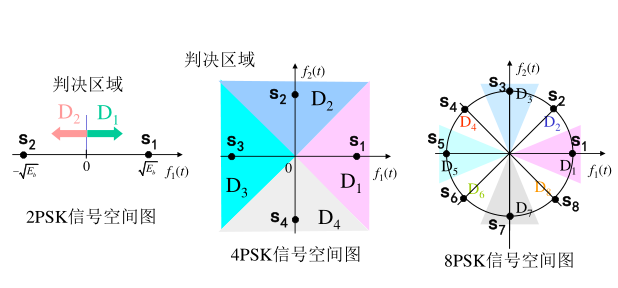 判决区域
D₂ D₁
s₂ s₁
−√E_b 0 √E_b f₁(t)
2PSK信号空间图
判决区域
f₂(t)
s₂ D₂
s₃ s₁
0 f₁(t)
D₃ D₁
s₄ D₄
4PSK信号空间图
f₂(t)
s₃ D₃
s₄ s₂
D₄ D₂
s₅ s₁
D₅ D₁ f₁(t)
D₆
s₆ s₈
D₇
s₇
8PSK信号空间图